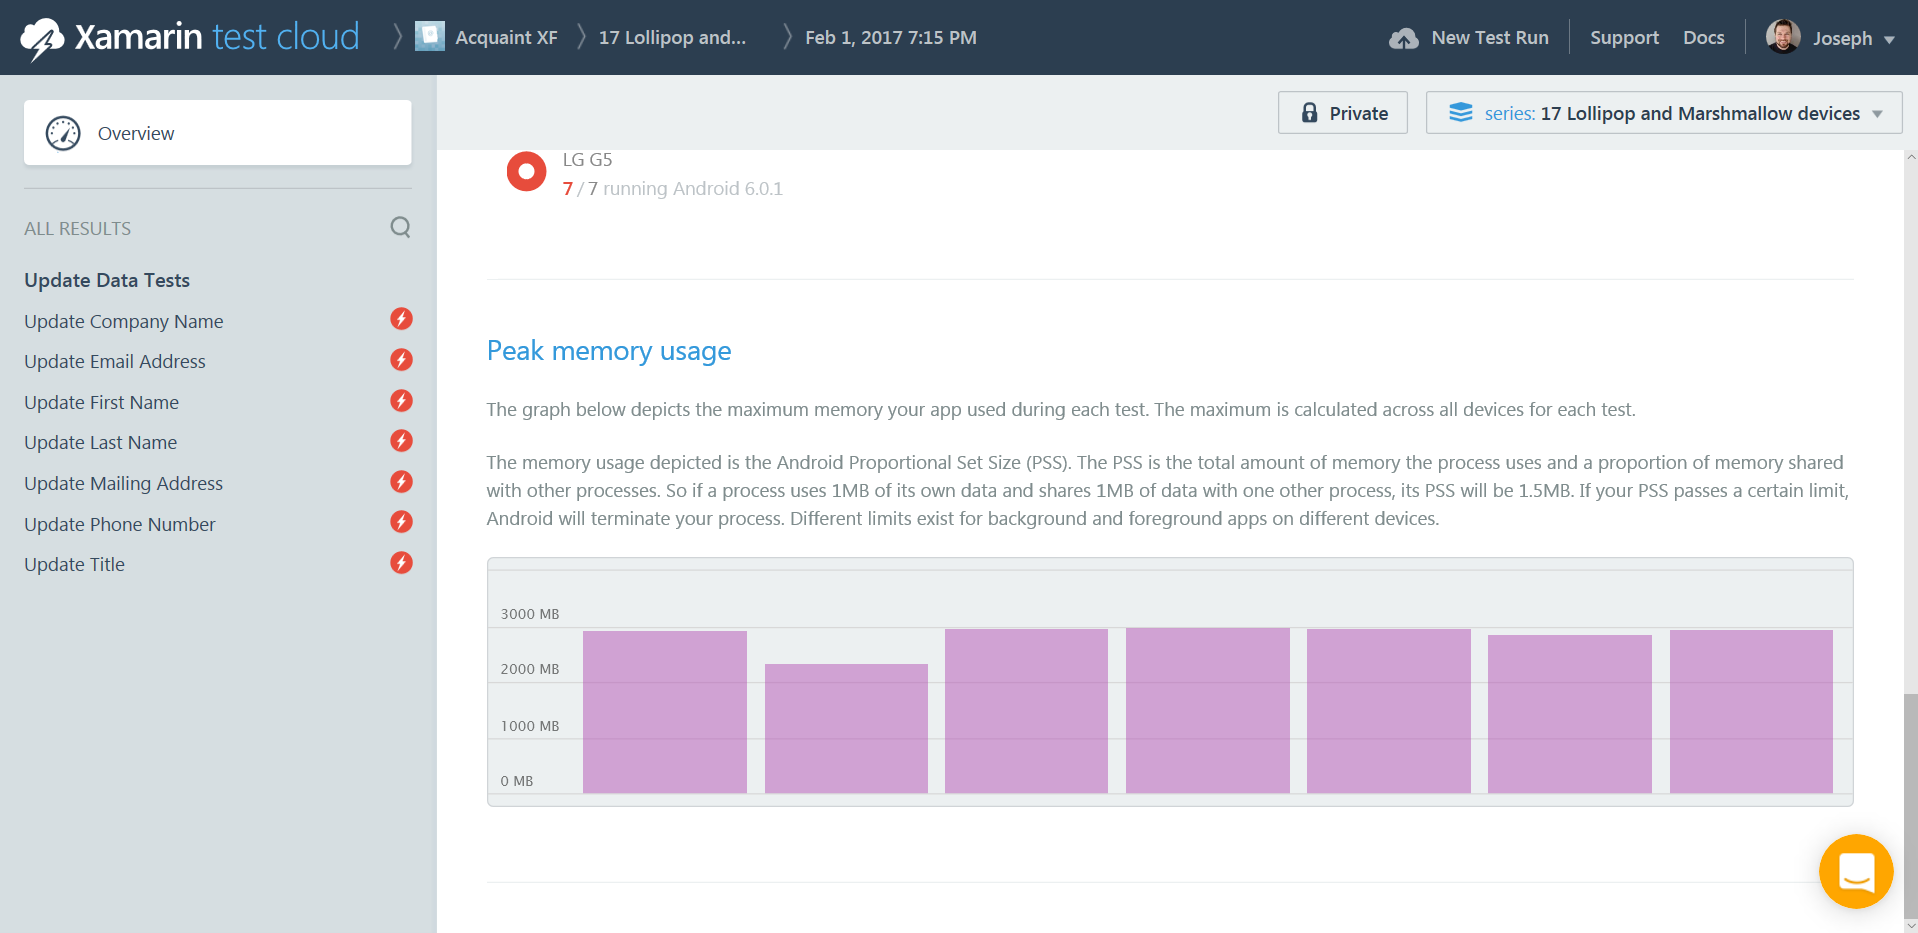 Xamarin test cloud
Acquaint XF
17 Lollipop and...
Feb 1, 2017 7:15 PM
New Test Run
Support
Docs
Joseph
Overview
Private
series: 17 Lollipop and Marshmallow devices
ALL RESULTS
Update Data Tests
Update Company Name
Update Email Address
Update First Name
Update Last Name
Update Mailing Address
Update Phone Number
Update Title
LG G5
7 / 7 running Android 6.0.1
Peak memory usage
The graph below depicts the maximum memory your app used during each test. The maximum is calculated across all devices for each test.
The memory usage depicted is the Android Proportional Set Size (PSS). The PSS is the total amount of memory the process uses and a proportion of memory shared
with other processes. So if a process uses 1MB of its own data and shares 1MB of data with one other process, its PSS will be 1.5MB. If your PSS passes a certain limit,
Android will terminate your process. Different limits exist for background and foreground apps on different devices.
3000 MB
2000 MB
1000 MB
0 MB